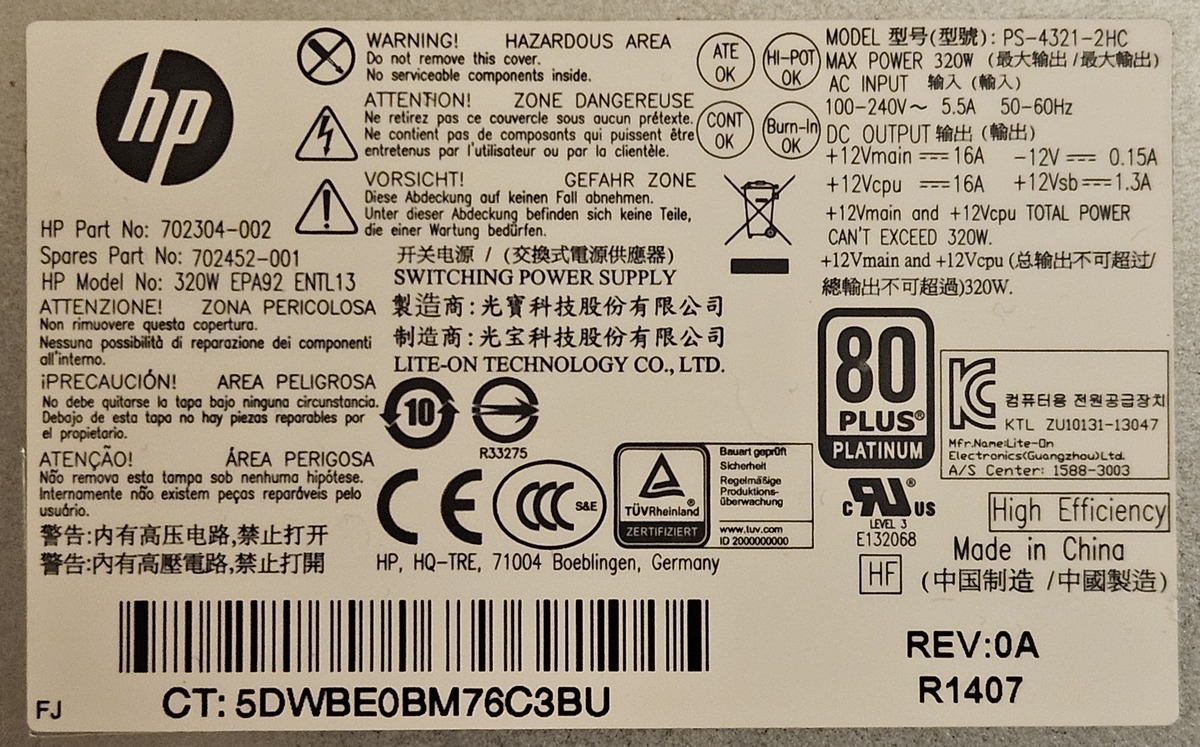 hp
HP Part No: 702304-002
Spares Part No: 702452-001
HP Model No: 320W EPA92 ENTL13
WARNING! HAZARDOUS AREA
Do not remove this cover.
No serviceable components inside.
ATTENTION! ZONE DANGEREUSE
Ne retirez pas ce couvercle sous aucun prétexte.
Ne contient pas de composants qui puissent être
entretenus par l'utilisateur ou par la clientèle.
VORSICHT! GEFAHR ZONE
Diese Abdeckung auf keinen Fall abnehmen.
Unter dieser Abdeckung befinden sich keine Teile,
die einer Wartung bedürfen.
ATTENZIONE! ZONA PERICOLOSA
Non rimuovere questa copertura.
Nessuna possibilità di reparazione dei componenti
all'interno.
¡PRECAUCIÓN! AREA PELIGROSA
No debe quitarse la tapa bajo ninguna circunstancia.
Debajo de esta tapa no hay piezas reparables por
el propietario.
ATENÇÃO! ÁREA PERIGOSA
Não remova esta tampa sob nenhuma hipótese.
Internamente não existem peças reparáveis pelo
usuário.
警告:内有高压电路,禁止打开
警告:內有高壓電路,禁止打開
开关电源 / (交換式電源供應器)
SWITCHING POWER SUPPLY
製造商:光寶科技股份有限公司
制造商:光宝科技股份有限公司
LITE-ON TECHNOLOGY CO., LTD.
10
R33275
CE
CCC S&E
TÜVRheinland®
ZERTIFIZIERT
Bauart geprüft
Sicherheit
Regelmäßige
Produktions-
überwachung
www.tuv.com
ID 2000000000
HP, HQ-TRE, 71004 Boeblingen, Germany
ATE OK
HI-POT OK
CONT OK
Burn-In OK
MODEL 型号(型號): PS-4321-2HC
MAX POWER 320W (最大输出/最大輸出)
AC INPUT 输入 (輸入)
100-240V~ 5.5A 50-60Hz
DC OUTPUT 输出 (輸出)
+12Vmain ⎓ 16A -12V ⎓ 0.15A
+12Vcpu ⎓ 16A +12Vsb ⎓ 1.3A
+12Vmain and +12Vcpu TOTAL POWER
CAN'T EXCEED 320W.
+12Vmain and +12Vcpu (总输出不可超过/
總輸出不可超過)320W.
80
PLUS®
PLATINUM
컴퓨터용 전원공급장치
KTL ZU10131-13047
Mfr.Name:Lite-On
Electronics(Guangzhou)Ltd.
A/S Center: 1588-3003
c RU® US
LEVEL 3
E132068
High Efficiency
HF
Made in China
(中国制造 /中國製造)
REV:0A
R1407
FJ
CT: 5DWBE0BM76C3BU